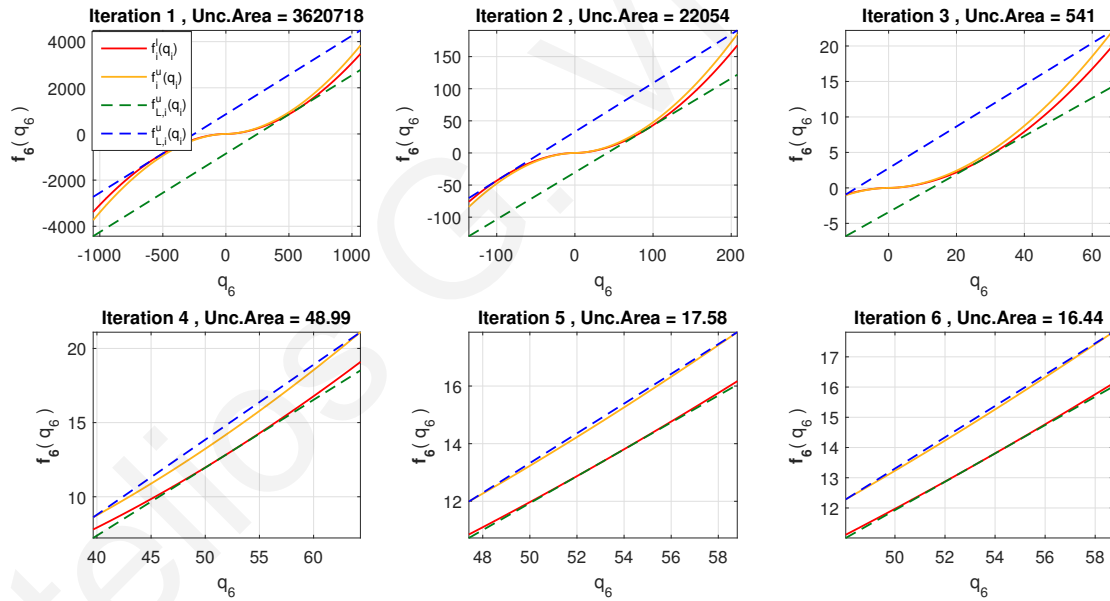 Iteration 1 , Unc.Area = 3620718
4000
2000
0
-2000
-4000
f_6( q_6)
-1000 -500 0 500 1000
q_6
f_i^l(q_i)
f_i^u(q_i)
f_{L,i}^u(q_i)
f_{L,i}^u(q_i)
Iteration 2 , Unc.Area = 22054
150
100
50
0
-50
-100
f_6( q_6)
-100 0 100 200
q_6
Iteration 3 , Unc.Area = 541
20
15
10
5
0
-5
f_6( q_6)
0 20 40 60
q_6
Iteration 4 , Unc.Area = 48.99
20
15
10
f_6( q_6)
40 45 50 55 60
q_6
Iteration 5 , Unc.Area = 17.58
16
14
12
f_6( q_6)
48 50 52 54 56 58
q_6
Iteration 6 , Unc.Area = 16.44
17
16
15
14
13
12
f_6( q_6)
50 52 54 56 58
q_6